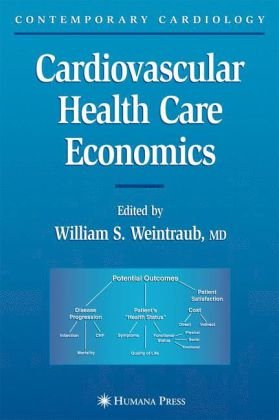 CONTEMPORARY CARDIOLOGY
Cardiovascular
Health Care
Economics
Edited by
William S. Weintraub, MD
Potential Outcomes
Patient
Satisfaction
Disease
Progression
Patient's
"Health Status"
Cost
Direct Indirect
Infarction CHF
Symptoms
Functional
Status
Physical
Social
Emotional
Mortality
Quality of Life
HUMANA PRESS